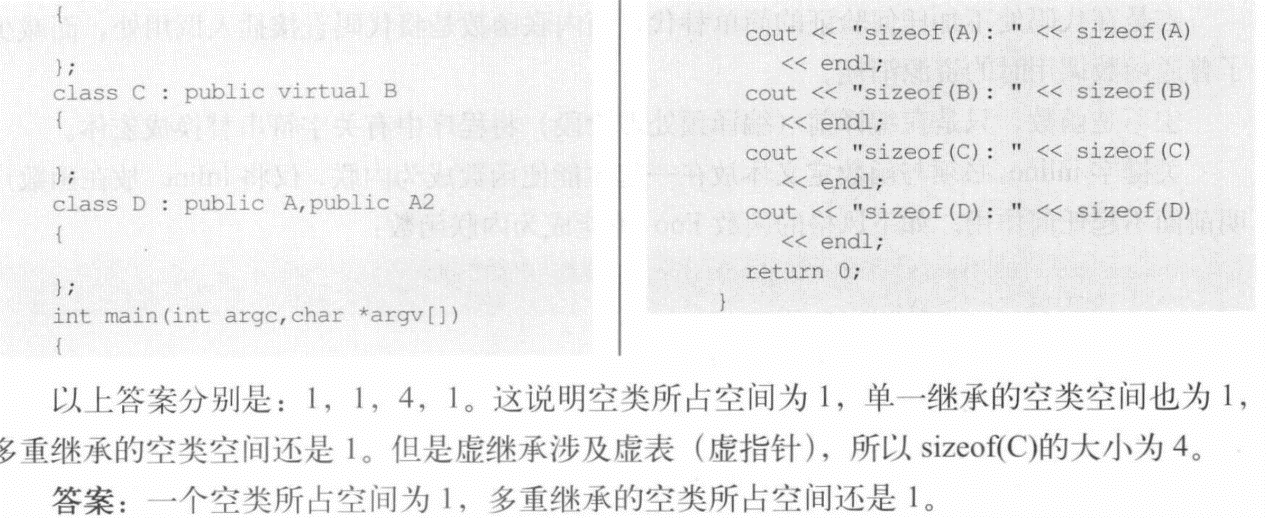 {

};
class C : public virtual B
{

};
class D : public A,public A2
{

};
int main(int argc,char *argv[])
{
cout << "sizeof(A): " << sizeof(A)
<< endl;
cout << "sizeof(B): " << sizeof(B)
<< endl;
cout << "sizeof(C): " << sizeof(C)
<< endl;
cout << "sizeof(D): " << sizeof(D)
<< endl;
return 0;
}
以上答案分别是：1，1，4，1。这说明空类所占空间为 1，单一继承的空类空间也为 1，
多重继承的空类空间还是 1。但是虚继承涉及虚表（虚指针），所以 sizeof(C)的大小为 4。
答案：一个空类所占空间为 1，多重继承的空类所占空间还是 1。